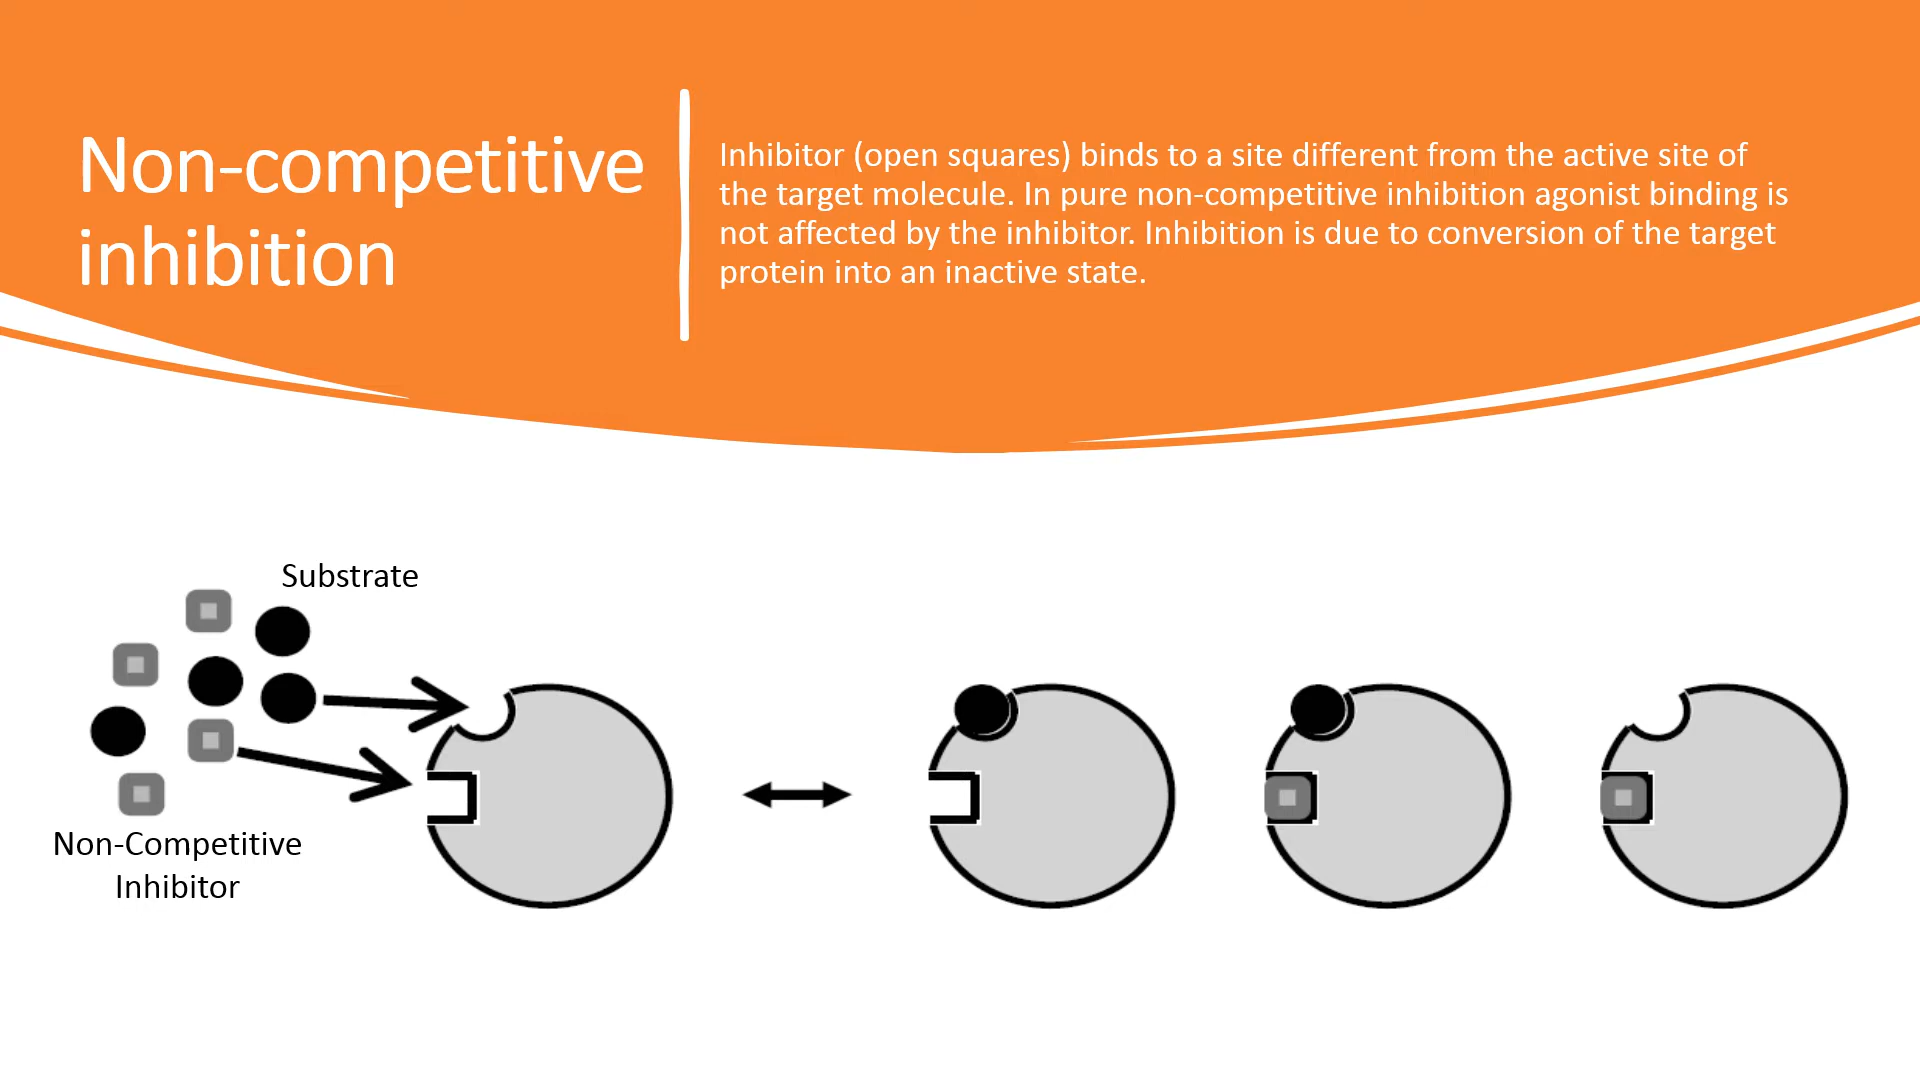 Non-competitive
inhibition
Inhibitor (open squares) binds to a site different from the active site of
the target molecule. In pure non-competitive inhibition agonist binding is
not affected by the inhibitor. Inhibition is due to conversion of the target
protein into an inactive state.
Substrate
Non-Competitive
Inhibitor